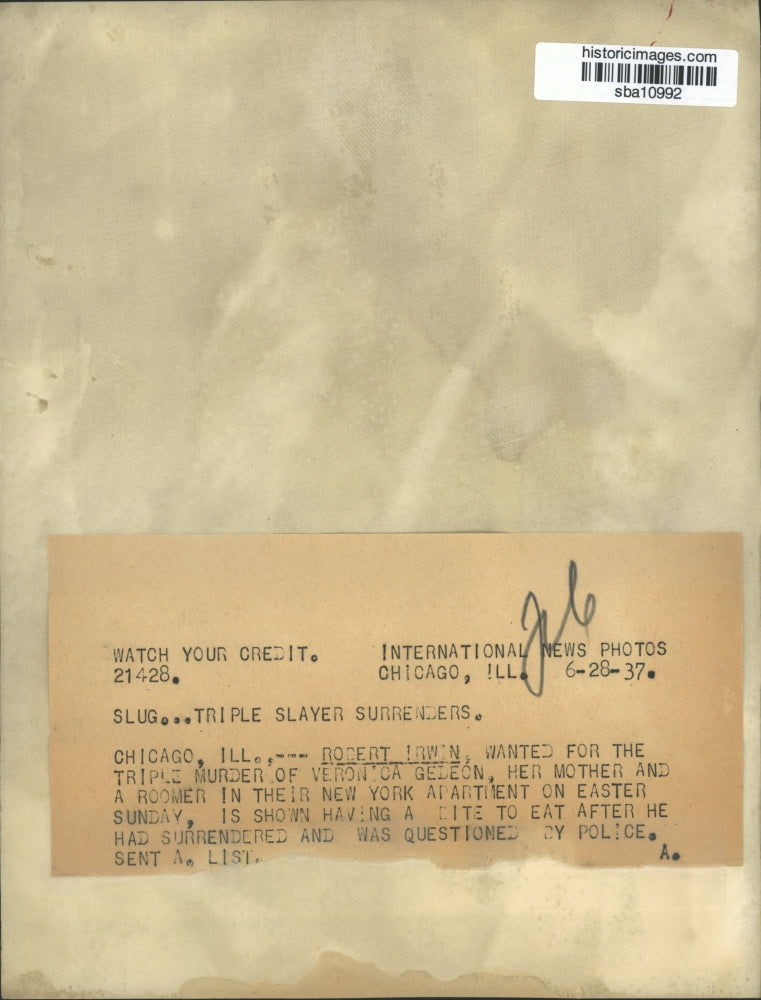 historicimages.com
sba10992
WATCH YOUR CREDIT. INTERNATIONAL NEWS PHOTOS
21428. CHICAGO, ILL. 6-28-37.
SLUG...TRIPLE SLAYER SURRENDERS.
CHICAGO, ILL.,--- ROBERT IRWIN, WANTED FOR THE
TRIPLE MURDER OF VERONICA GEDEON, HER MOTHER AND
A ROOMER IN THEIR NEW YORK APARTMENT ON EASTER
SUNDAY, IS SHOWN HAVING A BITE TO EAT AFTER HE
HAD SURRENDERED AND WAS QUESTIONED BY POLICE.
SENT A. LIST. A.